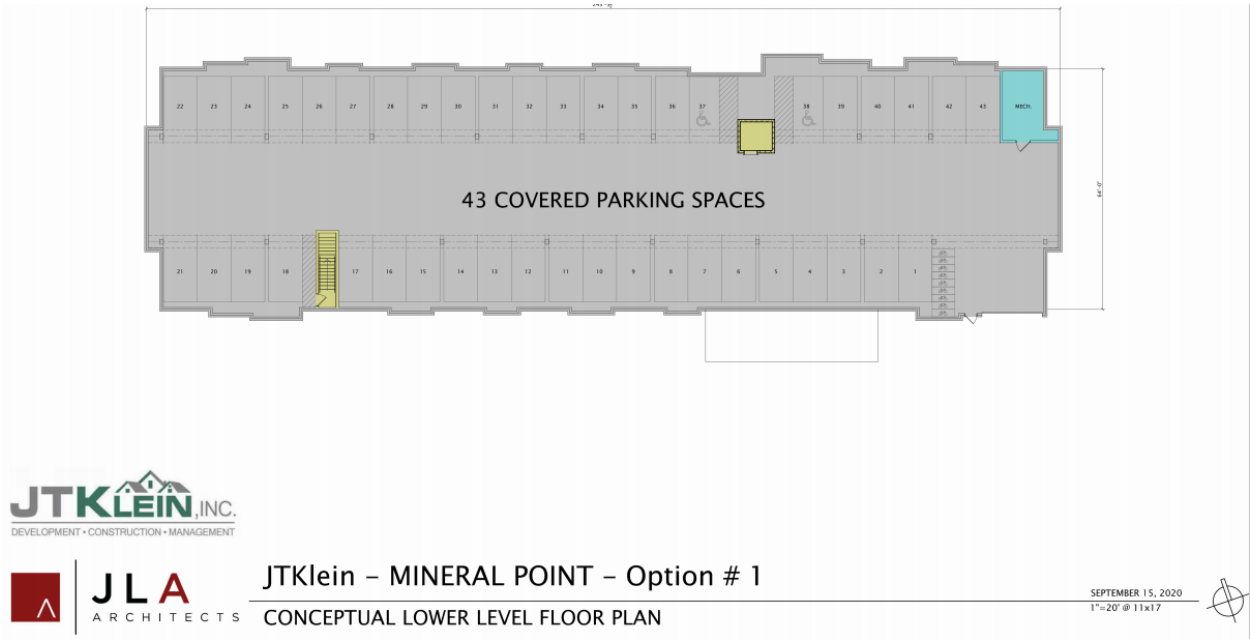 22 23 24 25 26 27 28 29 30 31 32 33 34 35 36 37 38 39 40 41 42 43 MECH.
43 COVERED PARKING SPACES
64'-0"
21 20 19 18 17 16 15 14 13 12 11 10 9 8 7 6 5 4 3 2 1
JTKLEIN, INC.
DEVELOPMENT • CONSTRUCTION • MANAGEMENT
JLA
ARCHITECTS
JTKlein – MINERAL POINT – Option # 1
CONCEPTUAL LOWER LEVEL FLOOR PLAN
SEPTEMBER 15, 2020
1"=20' @ 11x17